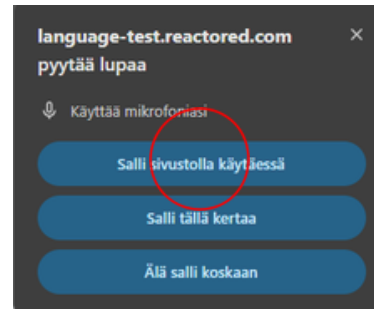 language-test.reactored.com
pyytää lupaa
Käyttää mikrofoniasi
Salli sivustolla käytäessä
Salli tällä kertaa
Älä salli koskaan